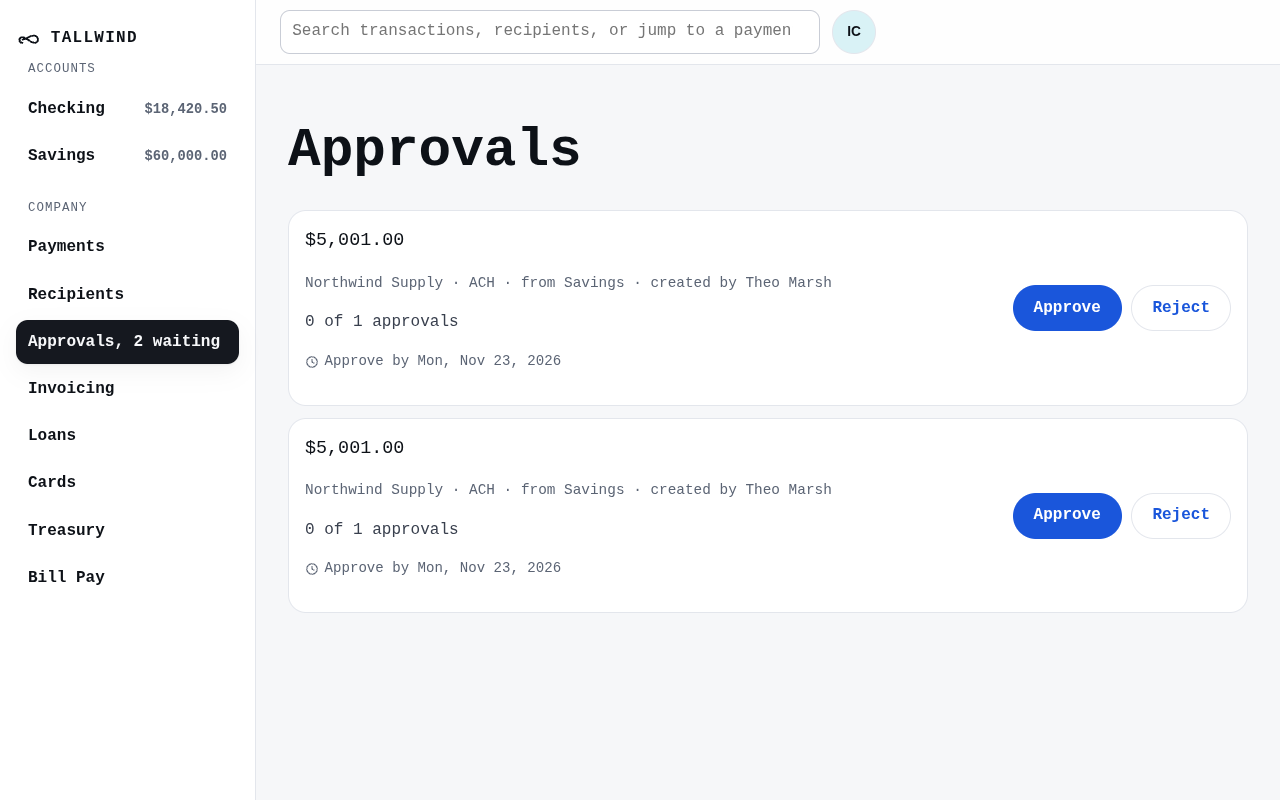 TALLWIND
ACCOUNTS
Checking $18,420.50
Savings $60,000.00
COMPANY
Payments
Recipients
Approvals, 2 waiting
Invoicing
Loans
Cards
Treasury
Bill Pay
Search transactions, recipients, or jump to a paymen
IC
Approvals
$5,001.00
Northwind Supply · ACH · from Savings · created by Theo Marsh
0 of 1 approvals
Approve by Mon, Nov 23, 2026
Approve Reject
$5,001.00
Northwind Supply · ACH · from Savings · created by Theo Marsh
0 of 1 approvals
Approve by Mon, Nov 23, 2026
Approve Reject